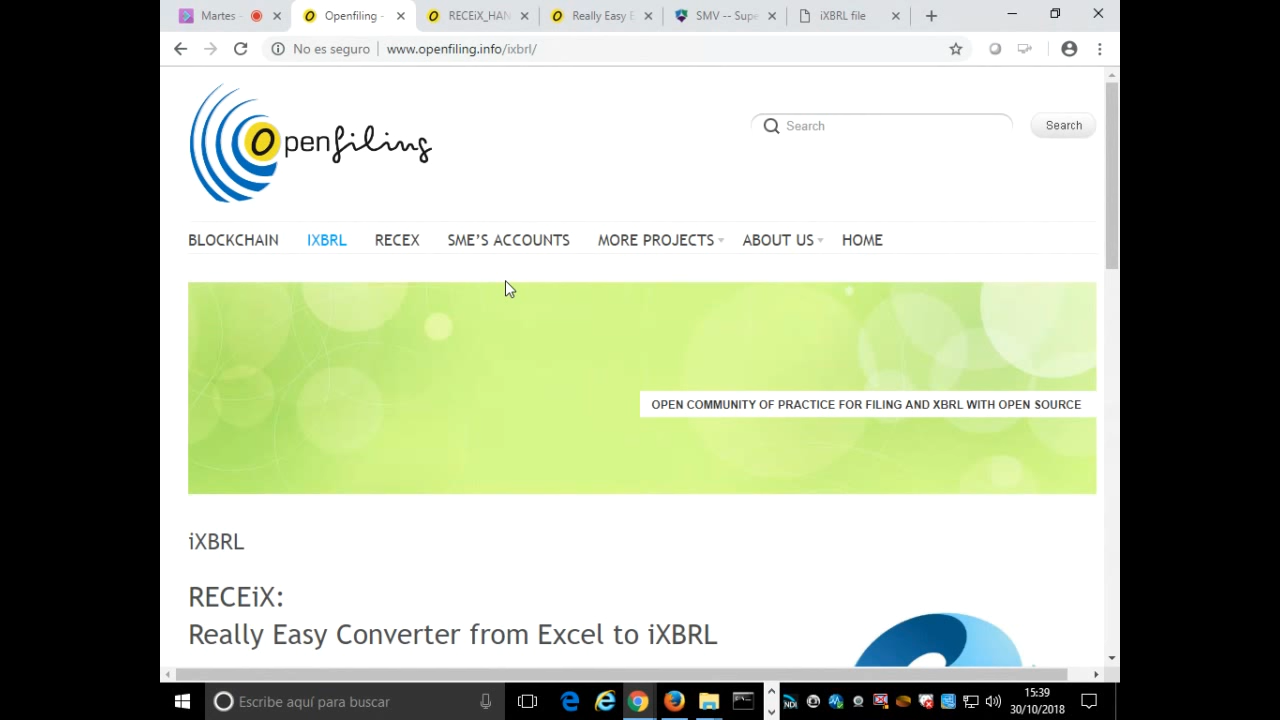 Martes -
Openfiling -
RECEiX_HAN
Really Easy E
SMV -- Supe
iXBRL file
No es seguro
www.openfiling.info/ixbrl/
Openfiling
Search
Search
BLOCKCHAIN
IXBRL
RECEX
SME'S ACCOUNTS
MORE PROJECTS
ABOUT US
HOME
OPEN COMMUNITY OF PRACTICE FOR FILING AND XBRL WITH OPEN SOURCE
iXBRL
RECEiX:
Really Easy Converter from Excel to iXBRL
Escribe aquí para buscar
NDI
15:39
30/10/2018